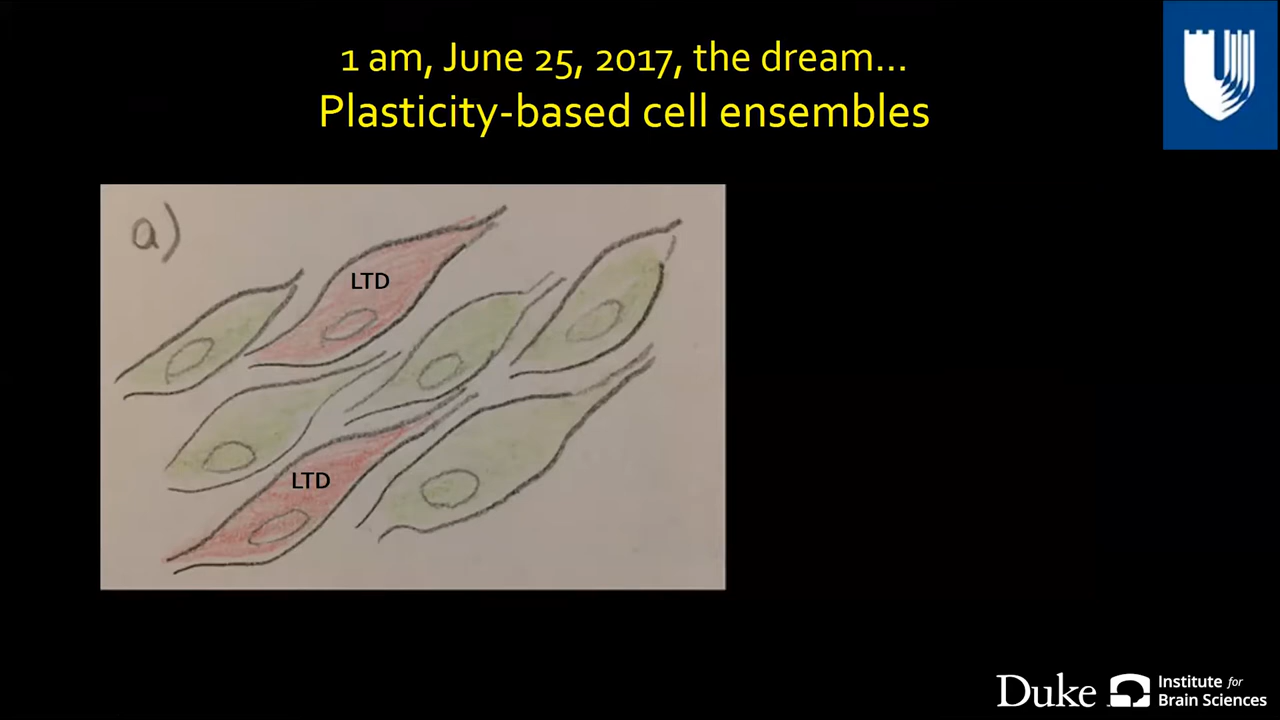 1 am, June 25, 2017, the dream...
Plasticity-based cell ensembles
a)
LTD
LTD
Duke
Institute for
Brain Sciences